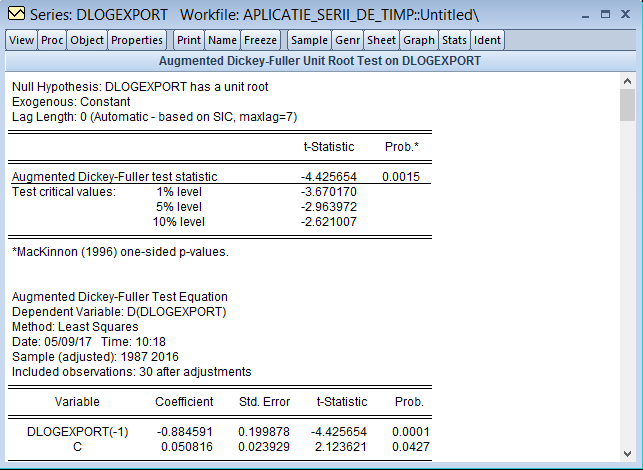 Series: DLOGEXPORT Workfile: APLICATIE_SERII_DE_TIMP::Untitled\
View Proc Object Properties Print Name Freeze Sample Genr Sheet Graph Stats Ident
Augmented Dickey-Fuller Unit Root Test on DLOGEXPORT
Null Hypothesis: DLOGEXPORT has a unit root
Exogenous: Constant
Lag Length: 0 (Automatic - based on SIC, maxlag=7)
t-Statistic Prob.*
Augmented Dickey-Fuller test statistic -4.425654 0.0015
Test critical values: 1% level -3.670170
5% level -2.963972
10% level -2.621007
*MacKinnon (1996) one-sided p-values.
Augmented Dickey-Fuller Test Equation
Dependent Variable: D(DLOGEXPORT)
Method: Least Squares
Date: 05/09/17 Time: 10:18
Sample (adjusted): 1987 2016
Included observations: 30 after adjustments
Variable Coefficient Std. Error t-Statistic Prob.
DLOGEXPORT(-1) -0.884591 0.199878 -4.425654 0.0001
C 0.050816 0.023929 2.123621 0.0427